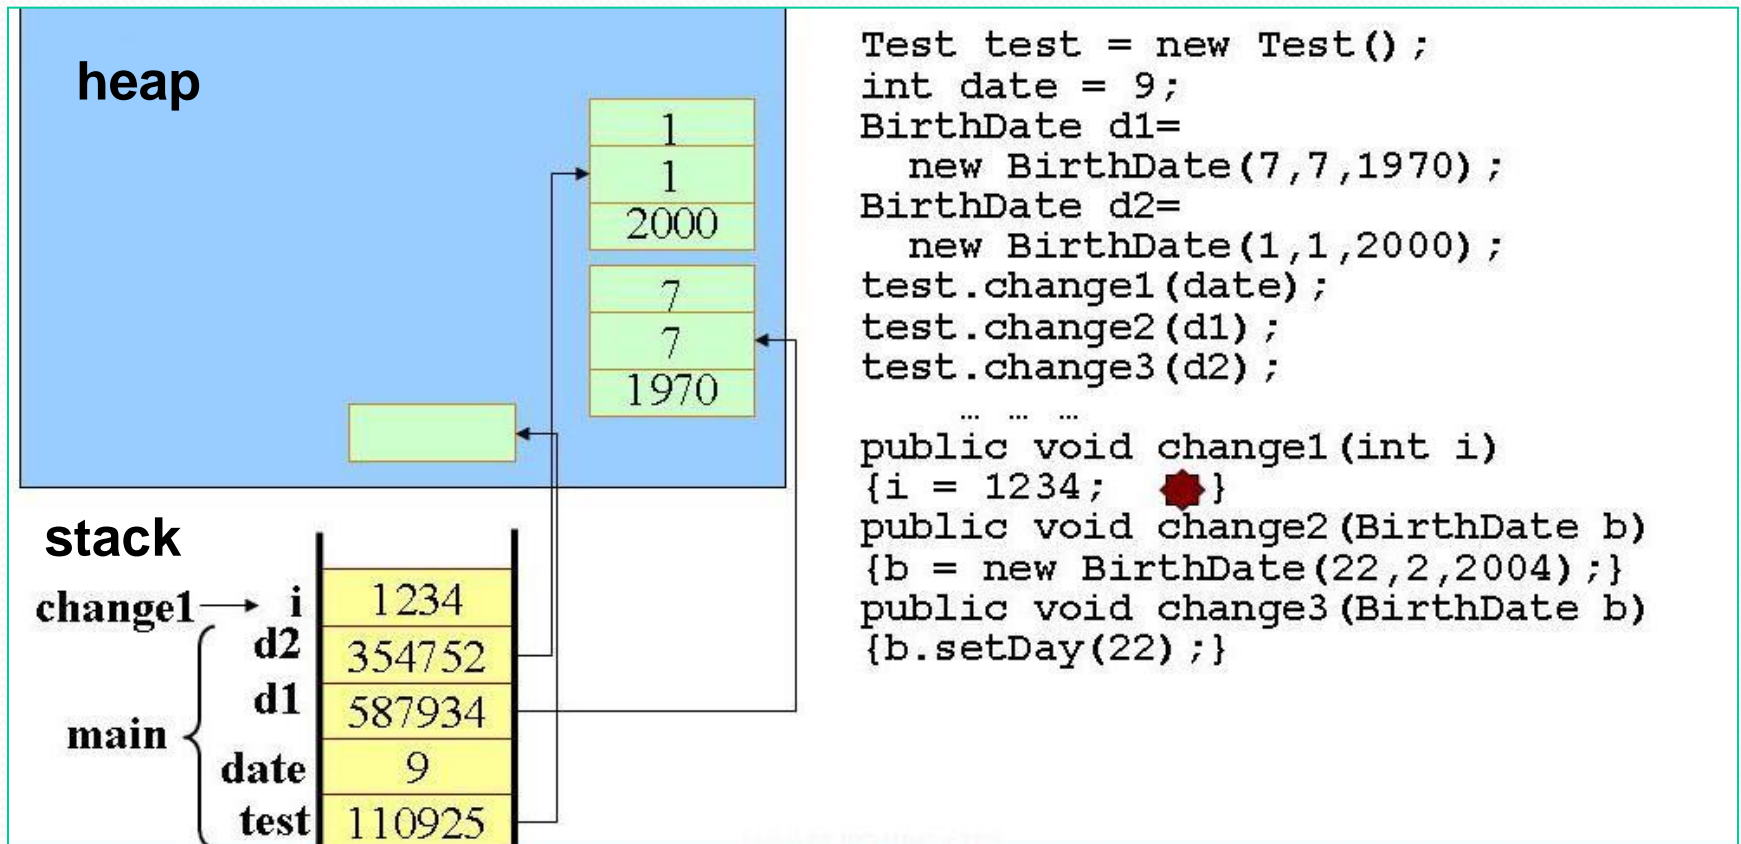 heap
1
1
2000
7
7
1970
stack
change1
i
1234
d2
354752
d1
587934
main
date
9
test
110925
Test test = new Test();
int date = 9;
BirthDate d1=
  new BirthDate(7,7,1970);
BirthDate d2=
  new BirthDate(1,1,2000);
test.change1(date);
test.change2(d1);
test.change3(d2);
… … …
public void change1(int i)
{i = 1234; }
public void change2(BirthDate b)
{b = new BirthDate(22,2,2004);}
public void change3(BirthDate b)
{b.setDay(22);}